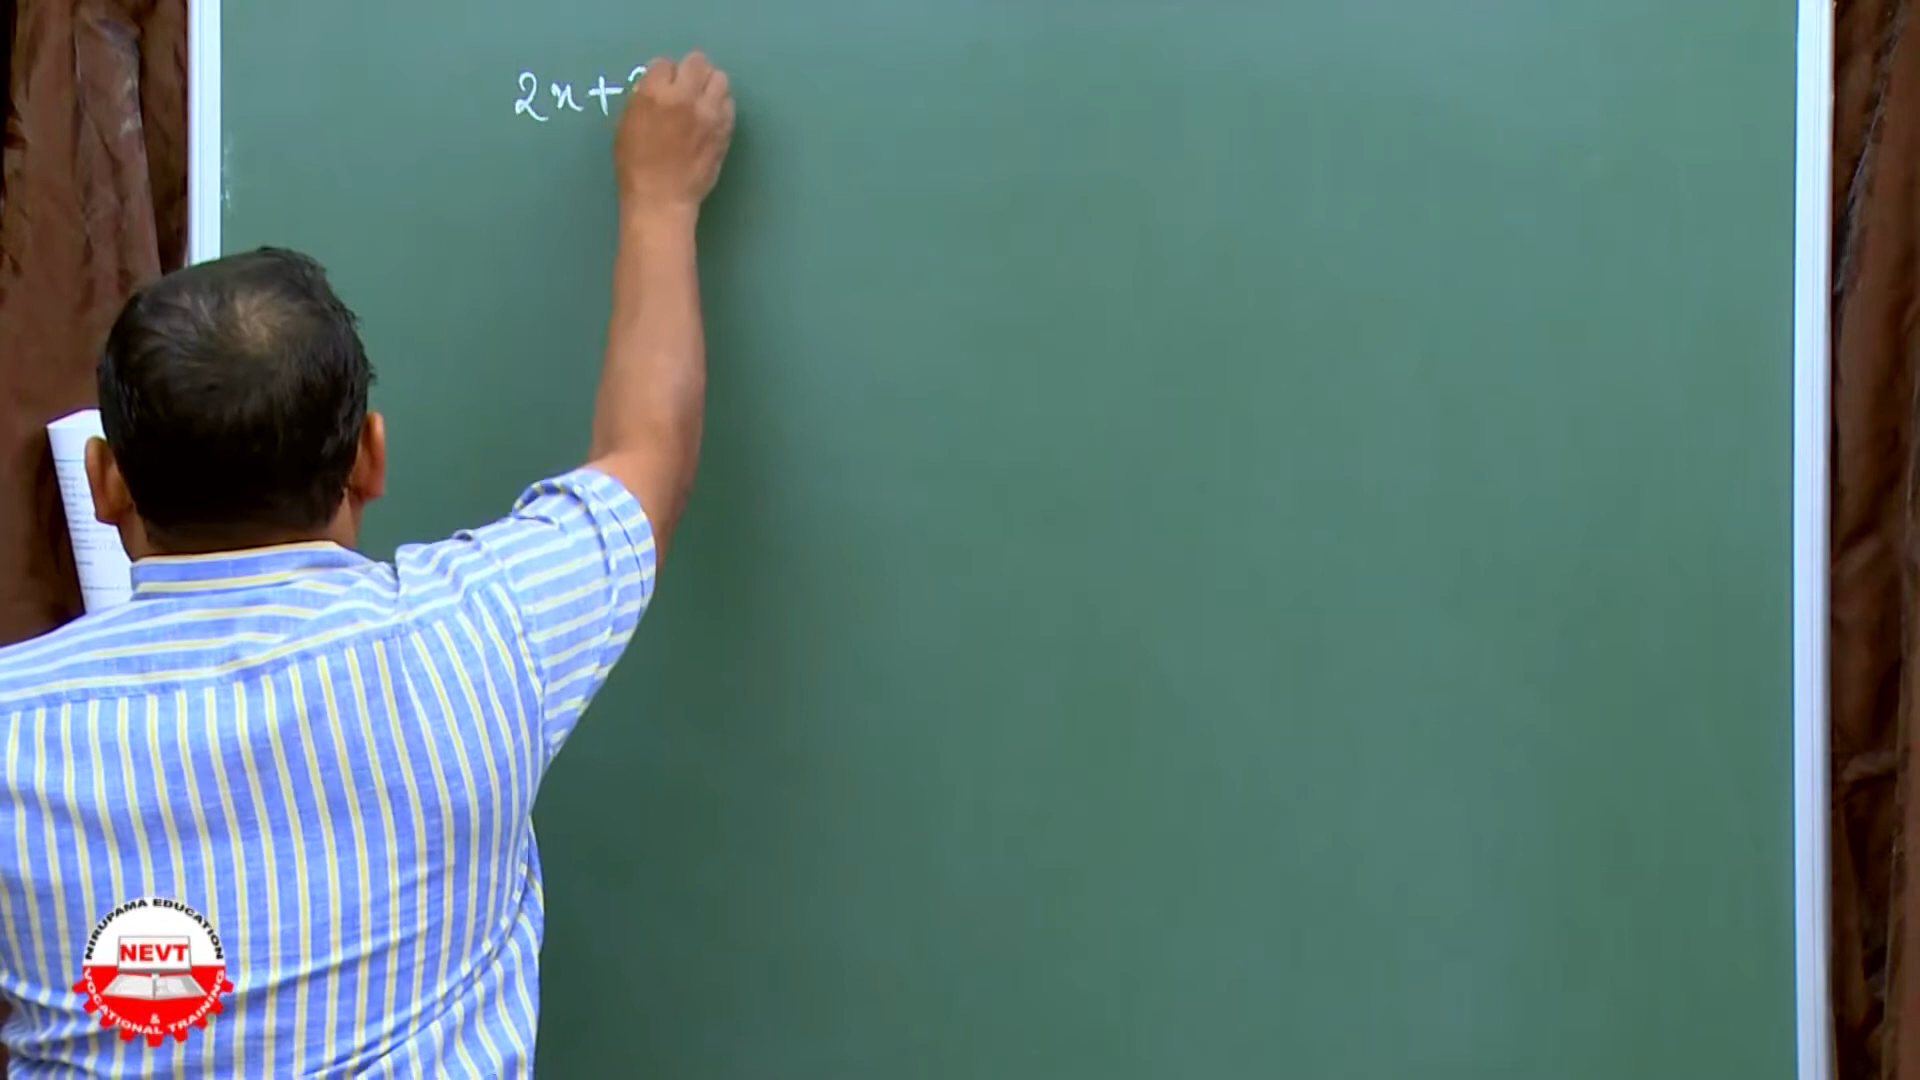 2x+
NIRUPAMA EDUCATION
NEVT
&
VOCATIONAL TRAINING